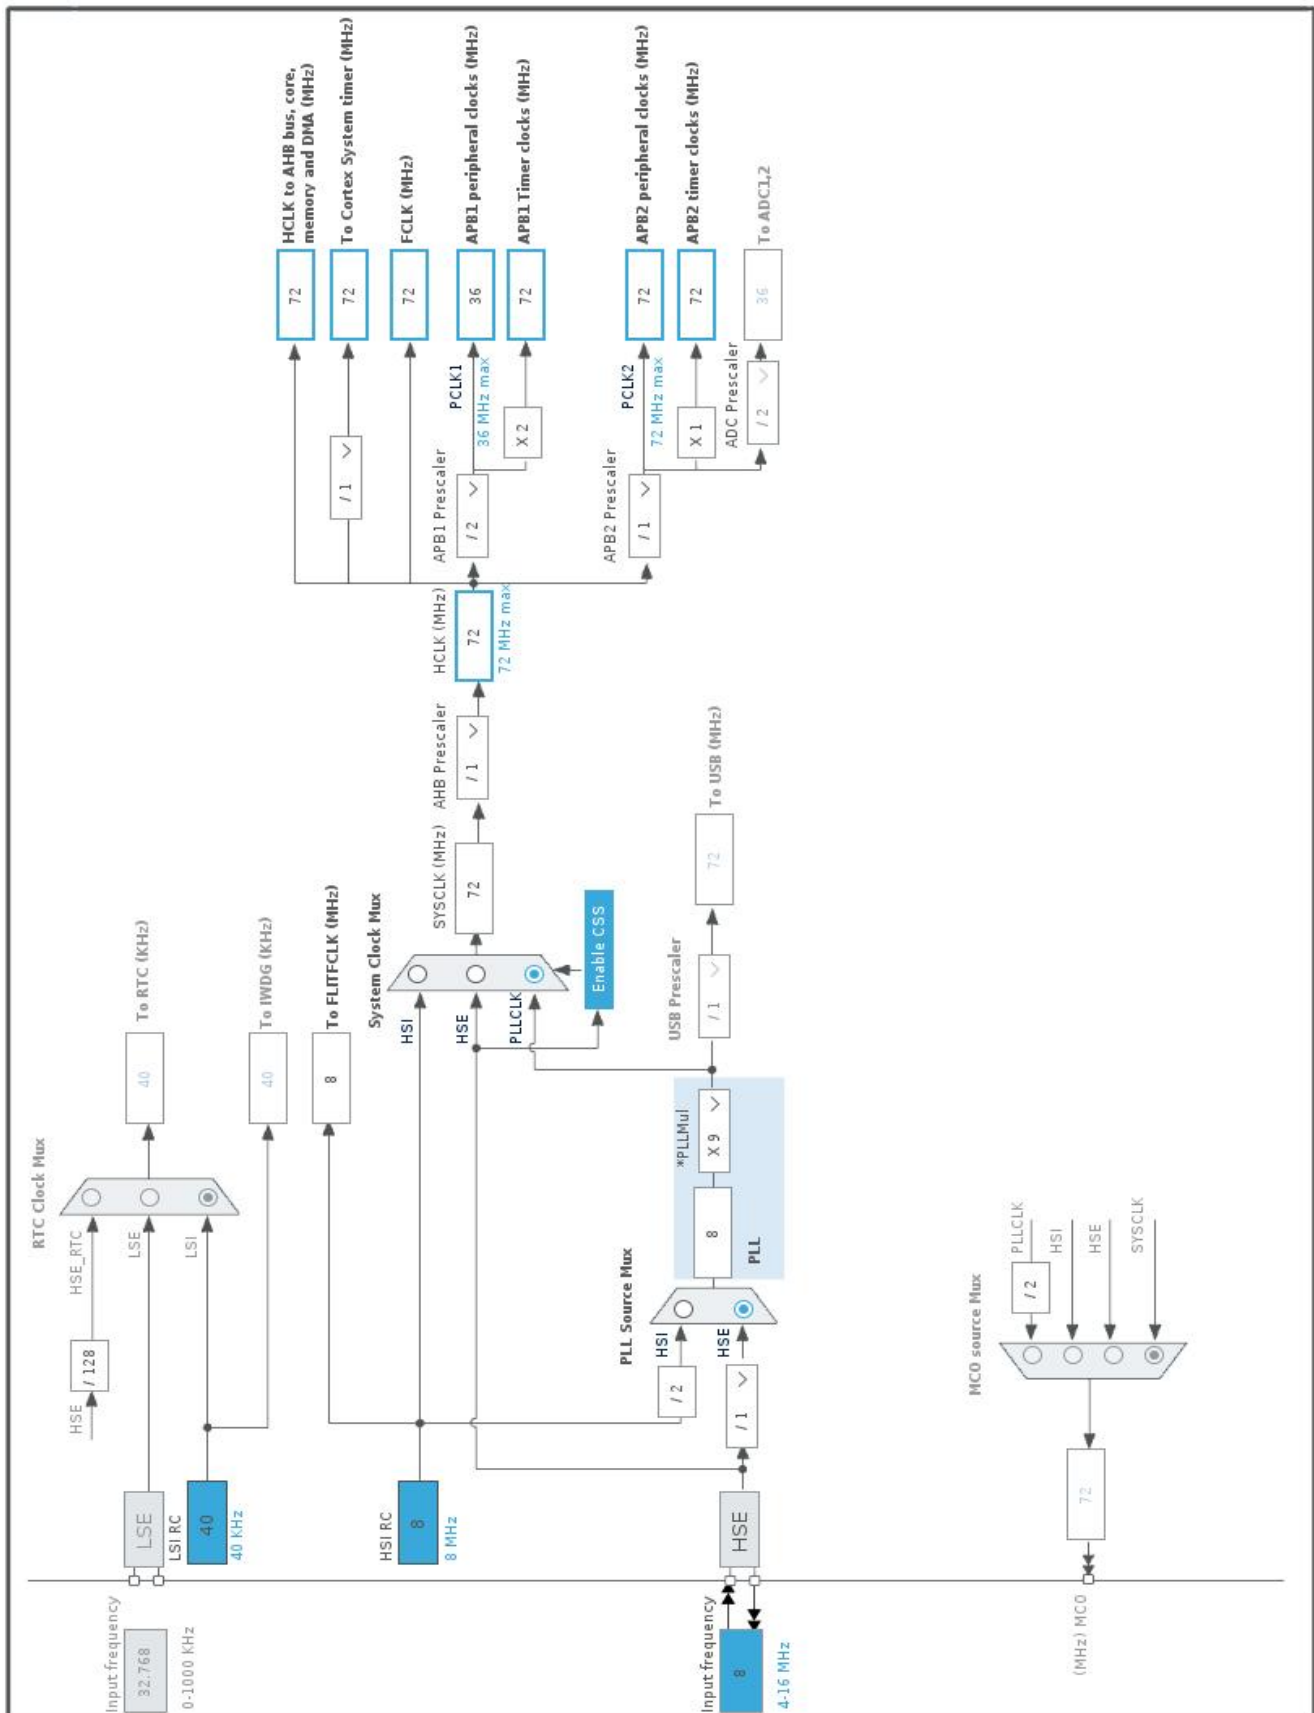 RTC Clock Mux
HSE
/ 128
HSE_RTC
To RTC (KHz)
40
Input frequency
32.768
0-1000 KHz
LSE
LSE
LSI RC
40
40 KHz
LSI
40
To IWDG (KHz)
8
To FLITFCLK (MHz)
HSI RC
8
8 MHz
System Clock Mux
HSI
HSE
PLLCLK
Enable CSS
SYSCLK (MHz)
72
AHB Prescaler
/ 1
HCLK (MHz)
72
72 MHz max
72
HCLK to AHB bus, core,
memory and DMA (MHz)
/ 1
72
To Cortex System timer (MHz)
72
FCLK (MHz)
APB1 Prescaler
/ 2
PCLK1
36 MHz max
36
APB1 peripheral clocks (MHz)
X 2
72
APB1 Timer clocks (MHz)
APB2 Prescaler
/ 1
PCLK2
72 MHz max
72
APB2 peripheral clocks (MHz)
X 1
72
APB2 timer clocks (MHz)
ADC Prescaler
/ 2
36
To ADC1,2
PLL Source Mux
/ 2
HSI
Input frequency
8
4-16 MHz
HSE
/ 1
HSE
8
*PLLMul
X 9
PLL
USB Prescaler
/ 1
72
To USB (MHz)
MCO source Mux
(MHz) MCO
72
/ 2
PLLCLK
HSI
HSE
SYSCLK